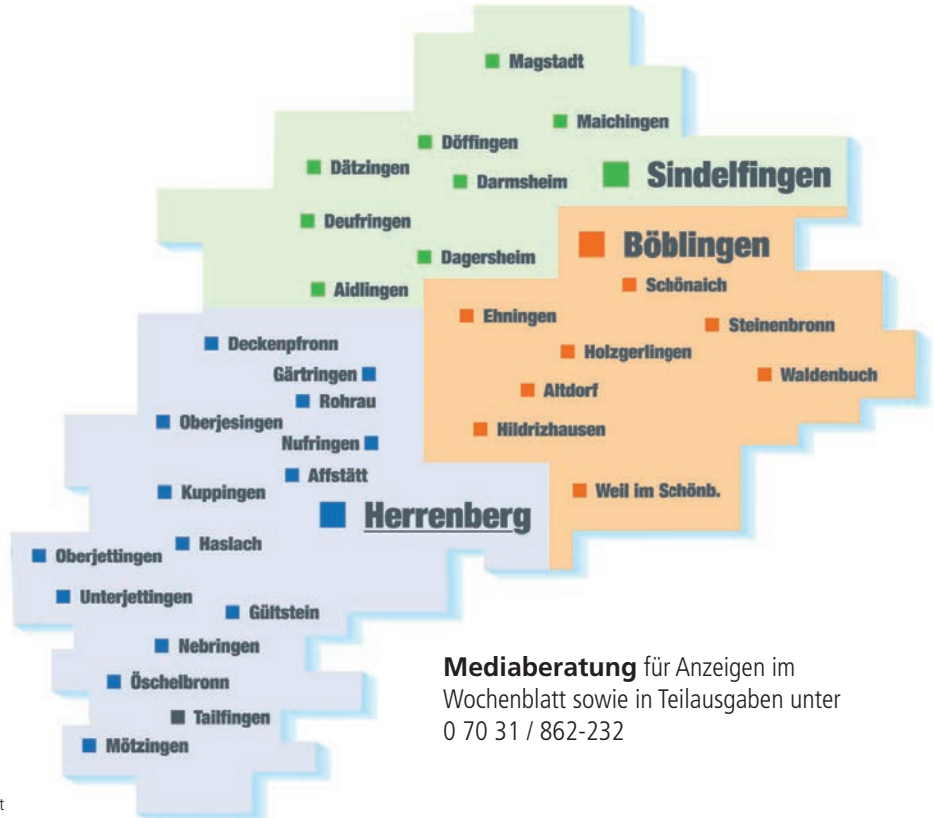 Magstadt
Maichingen
Döffingen
Dätzingen
Darmsheim
Sindelfingen
Deufringen
Böblingen
Dagersheim
Schönaich
Aidlingen
Ehningen
Steinenbronn
Deckenpfronn
Holzgerlingen
Gärtringen
Waldenbuch
Altdorf
Rohrau
Oberjesingen
Hildrizhausen
Nufringen
Affstätt
Kuppingen
Weil im Schönb.
Herrenberg
Haslach
Oberjettingen
Unterjettingen
Gültstein
Nebringen
Öschelbronn
Tailfingen
Mötzingen
Mediaberatung für Anzeigen im
Wochenblatt sowie in Teilausgaben unter
0 70 31 / 862-232
t